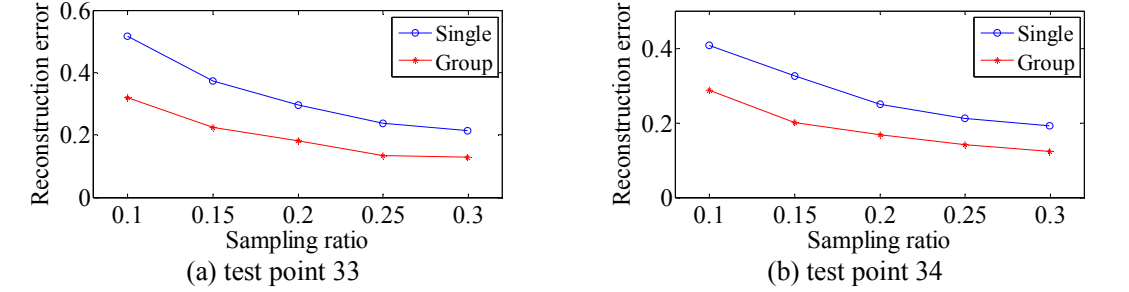 Reconstruction error
0.6
0.4
0.2
0
0.1 0.15 0.2 0.25 0.3
Sampling ratio
Single
Group
(a) test point 33
Reconstruction error
0.4
0.2
0
0.1 0.15 0.2 0.25 0.3
Sampling ratio
Single
Group
(b) test point 34